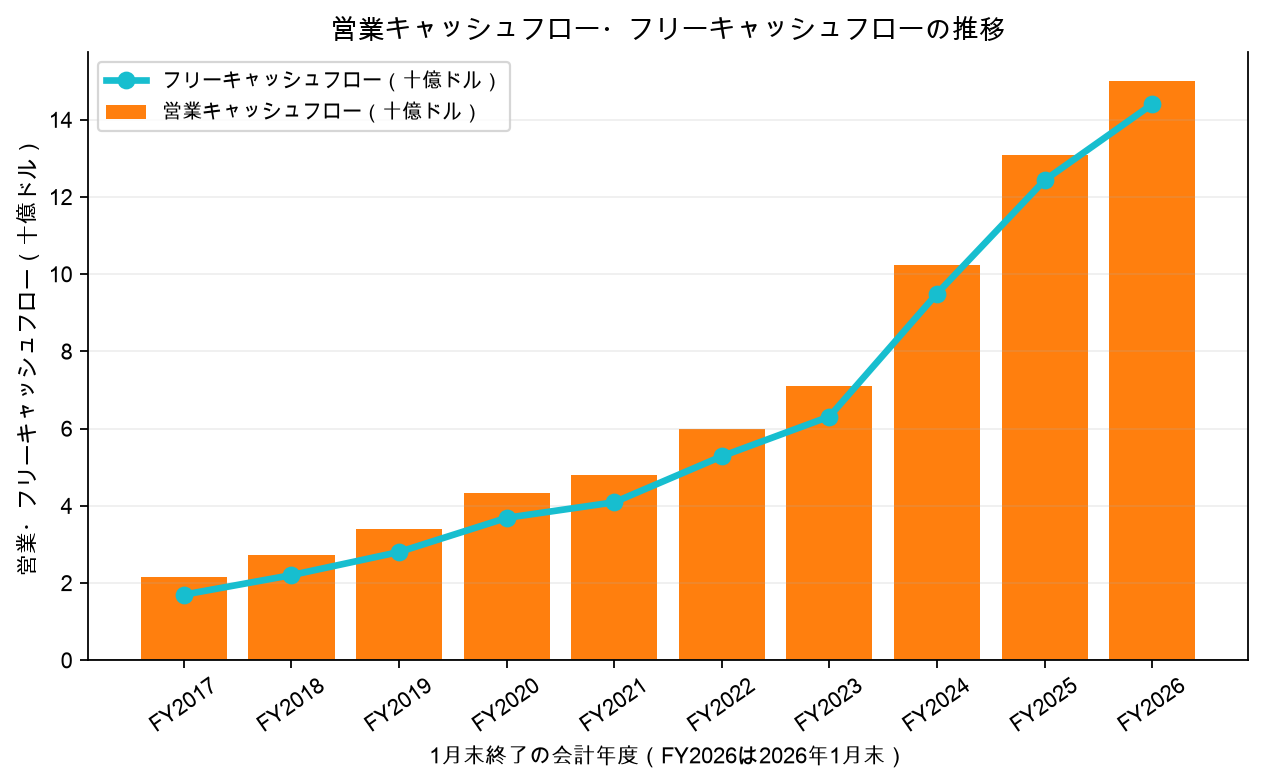 営業キャッシュフロー・フリーキャッシュフローの推移
フリーキャッシュフロー（十億ドル）
営業キャッシュフロー（十億ドル）
営業・フリーキャッシュフロー（十億ドル）
14
12
10
8
6
4
2
0
FY2017
FY2018
FY2019
FY2020
FY2021
FY2022
FY2023
FY2024
FY2025
FY2026
1月末終了の会計年度（FY2026は2026年1月末）